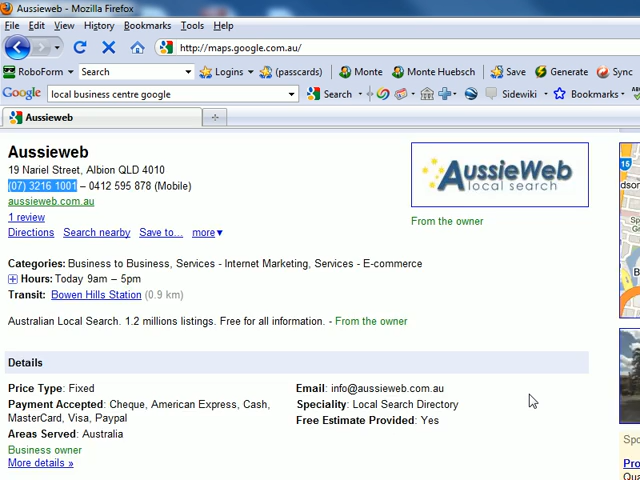 Aussieweb - Mozilla Firefox
File Edit View History Bookmarks Tools Help
http://maps.google.com.au/
RoboForm Search Logins (passcards) Monte Monte Huebsch Save Generate Sync
Google local business centre google Search Sidewiki Bookmarks
Aussieweb
Aussieweb
19 Nariel Street, Albion QLD 4010
(07) 3216 1001 – 0412 595 878 (Mobile)
aussieweb.com.au
1 review
Directions Search nearby Save to... more▼
AussieWeb
local search
From the owner
Categories: Business to Business, Services - Internet Marketing, Services - E-commerce
Hours: Today 9am – 5pm
Transit: Bowen Hills Station (0.9 km)
Australian Local Search. 1.2 millions listings. Free for all information. - From the owner
Details
Price Type: Fixed
Payment Accepted: Cheque, American Express, Cash,
MasterCard, Visa, Paypal
Areas Served: Australia
Business owner
More details »
Email: info@aussieweb.com.au
Speciality: Local Search Directory
Free Estimate Provided: Yes
15
dson
Spo
Pro
Qua